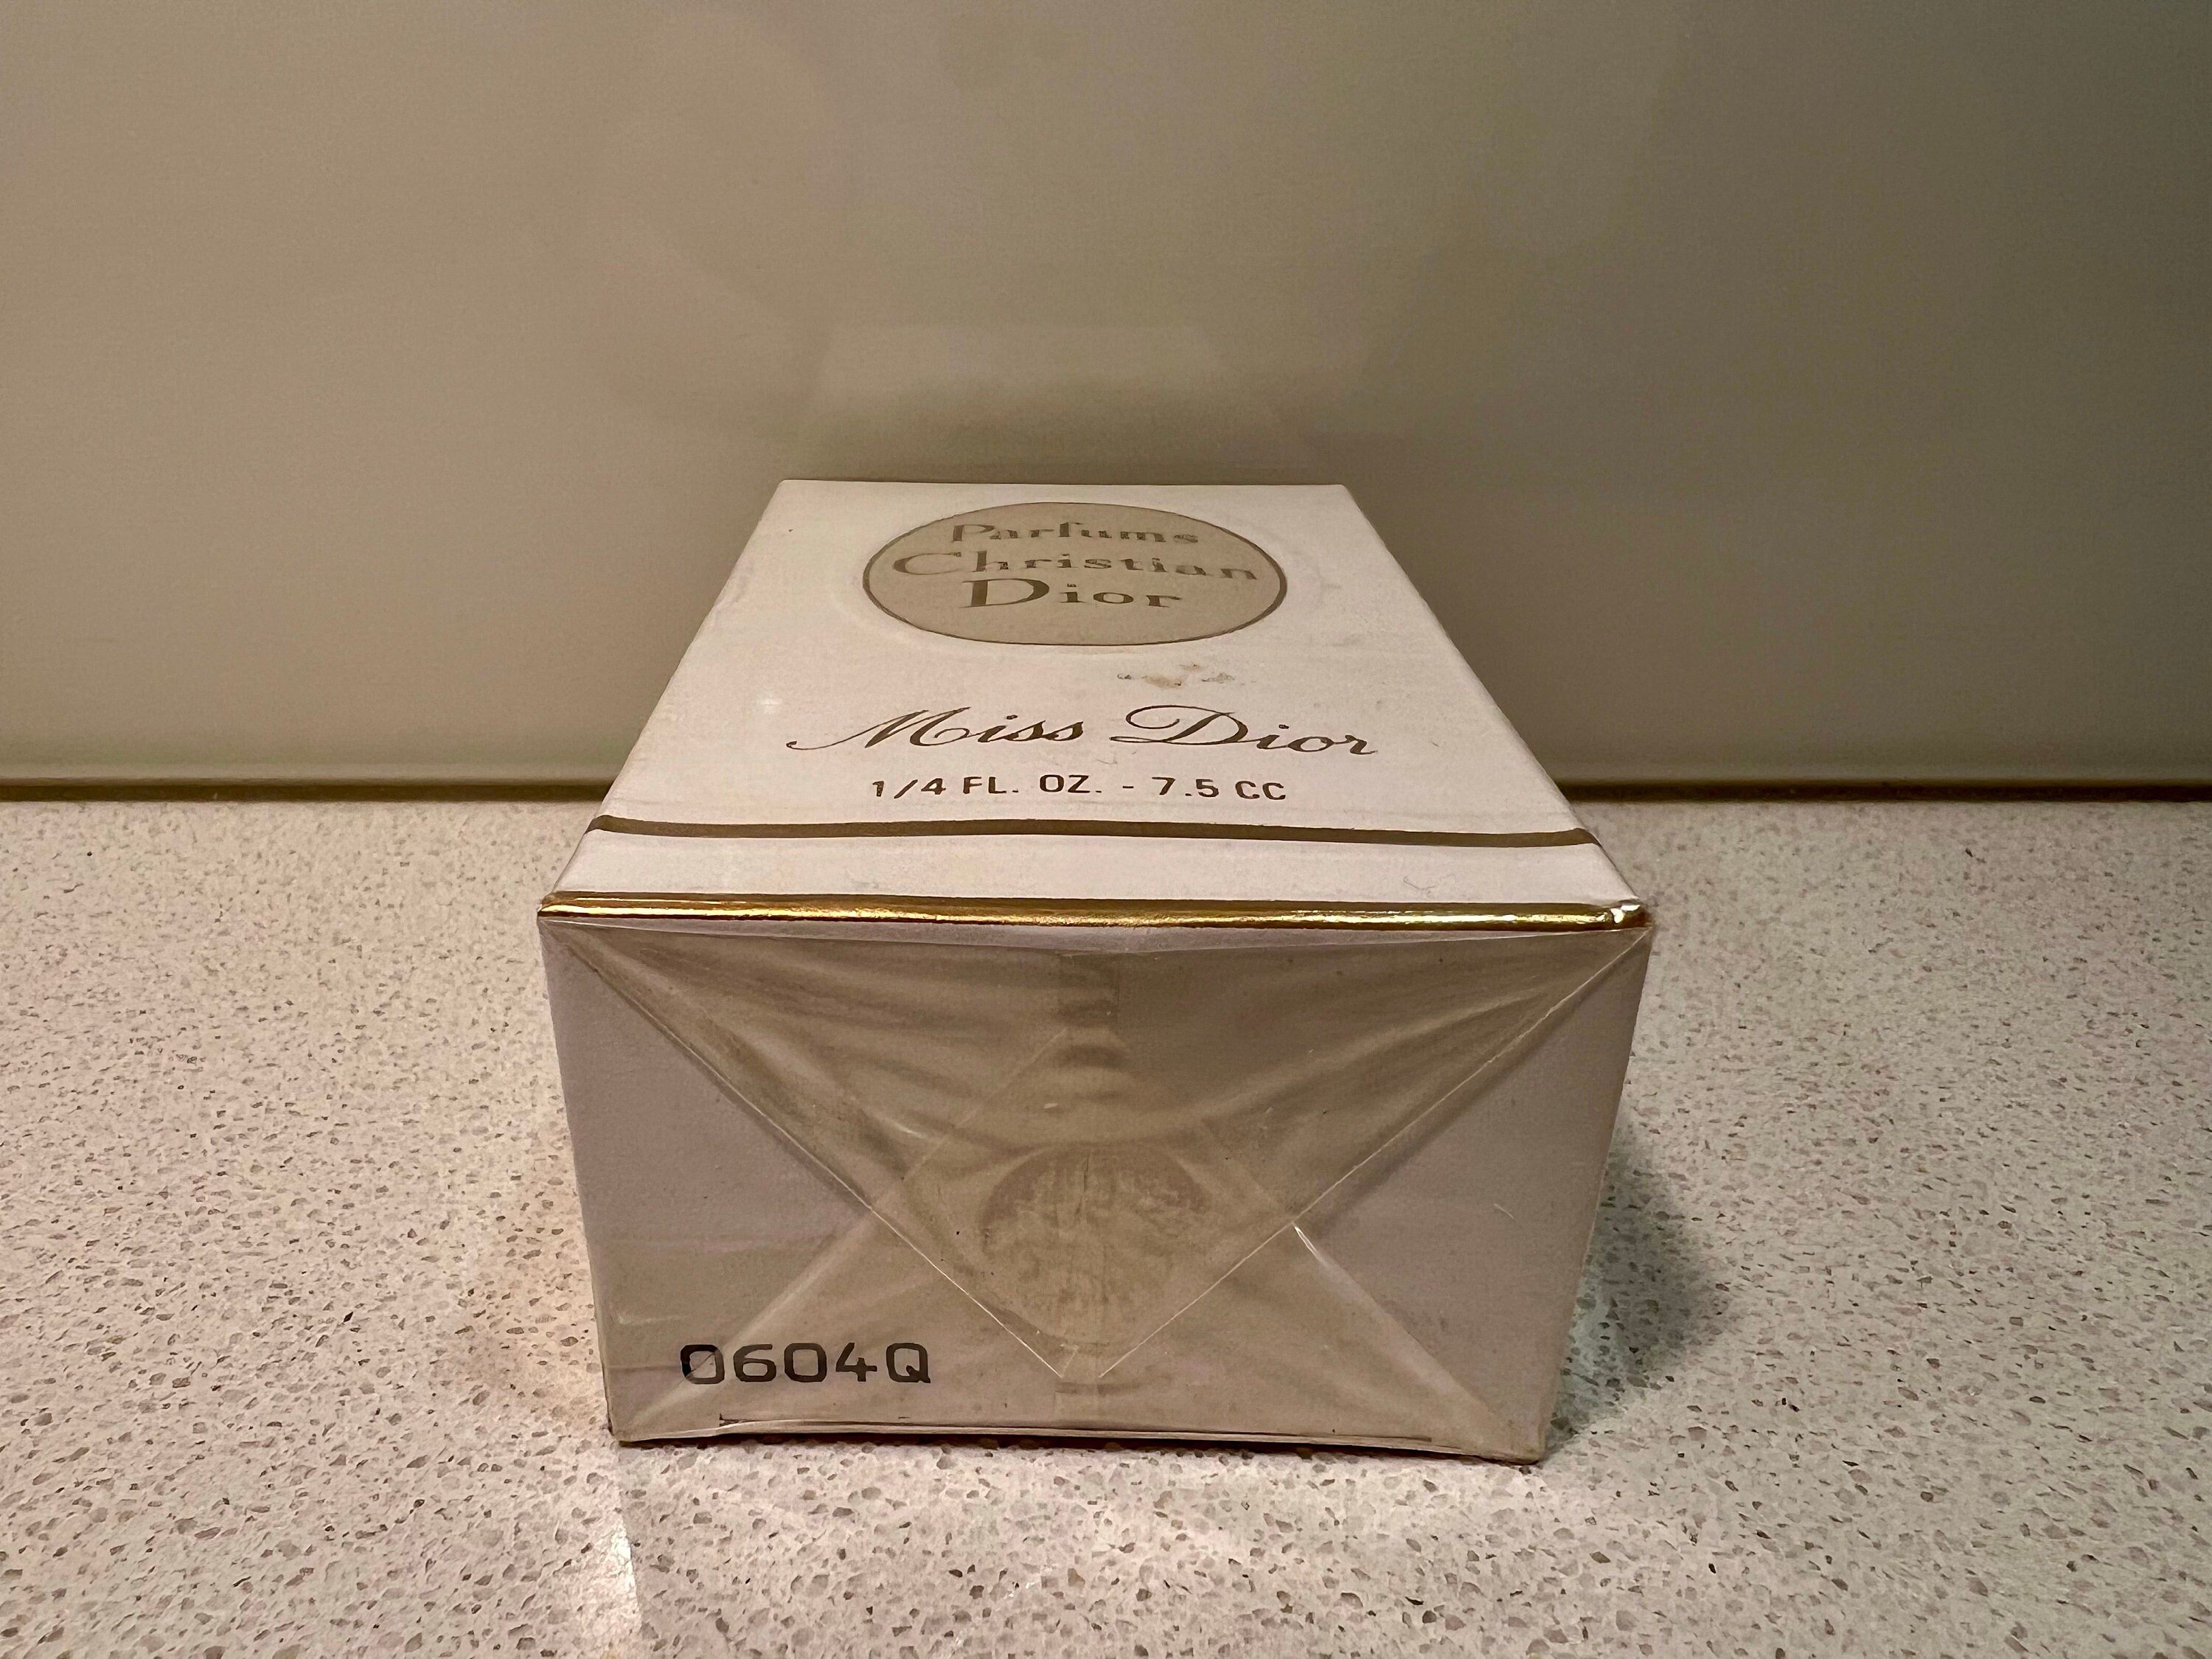 Parfums
Christian
Dior
Miss Dior
1/4 FL. OZ. - 7.5 CC
0604Q